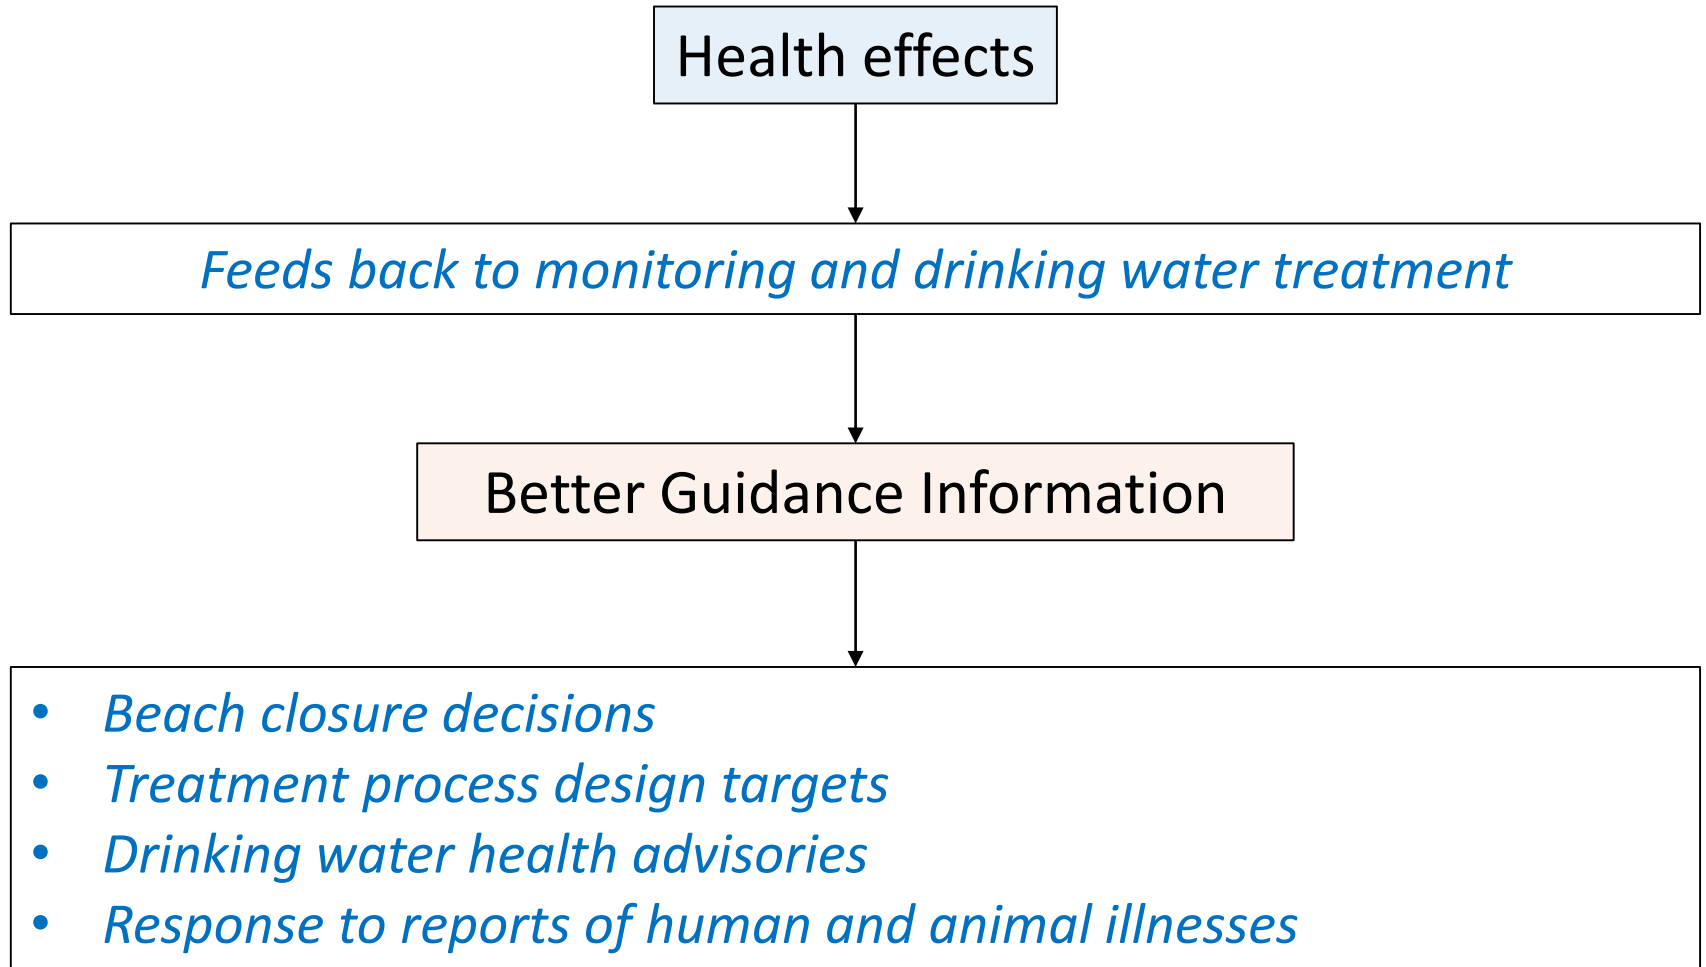 Health effects
Feeds back to monitoring and drinking water treatment
Better Guidance Information
• Beach closure decisions
• Treatment process design targets
• Drinking water health advisories
• Response to reports of human and animal illnesses